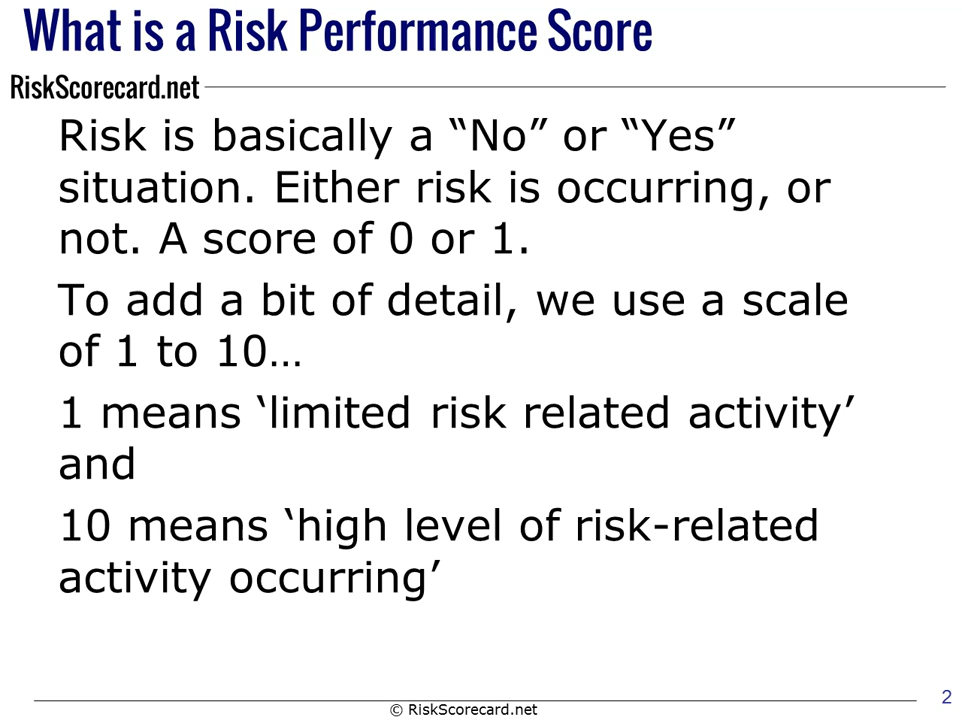 What is a Risk Performance Score
RiskScorecard.net
Risk is basically a “No” or “Yes”
situation. Either risk is occurring, or
not. A score of 0 or 1.
To add a bit of detail, we use a scale
of 1 to 10…
1 means ‘limited risk related activity’
and
10 means ‘high level of risk-related
activity occurring’
© RiskScorecard.net
2